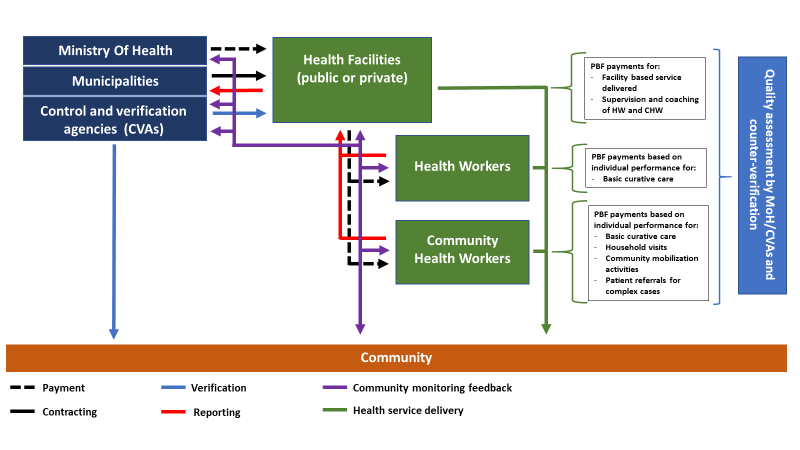 Ministry Of Health
Municipalities
Control and verification
agencies (CVAs)
Health Facilities
(public or private)
Health Workers
Community
Health Workers
PBF payments for:
- Facility based service
delivered
- Supervision and coaching
of HW and CHW
PBF payments based on
individual performance for:
- Basic curative care
PBF payments based on
individual performance for:
- Basic curative care
- Household visits
- Community mobilization
activities
- Patient referrals for
complex cases
Quality assessment by MoH/CVAs and
counter-verification
Community
Payment
Verification
Community monitoring feedback
Contracting
Reporting
Health service delivery